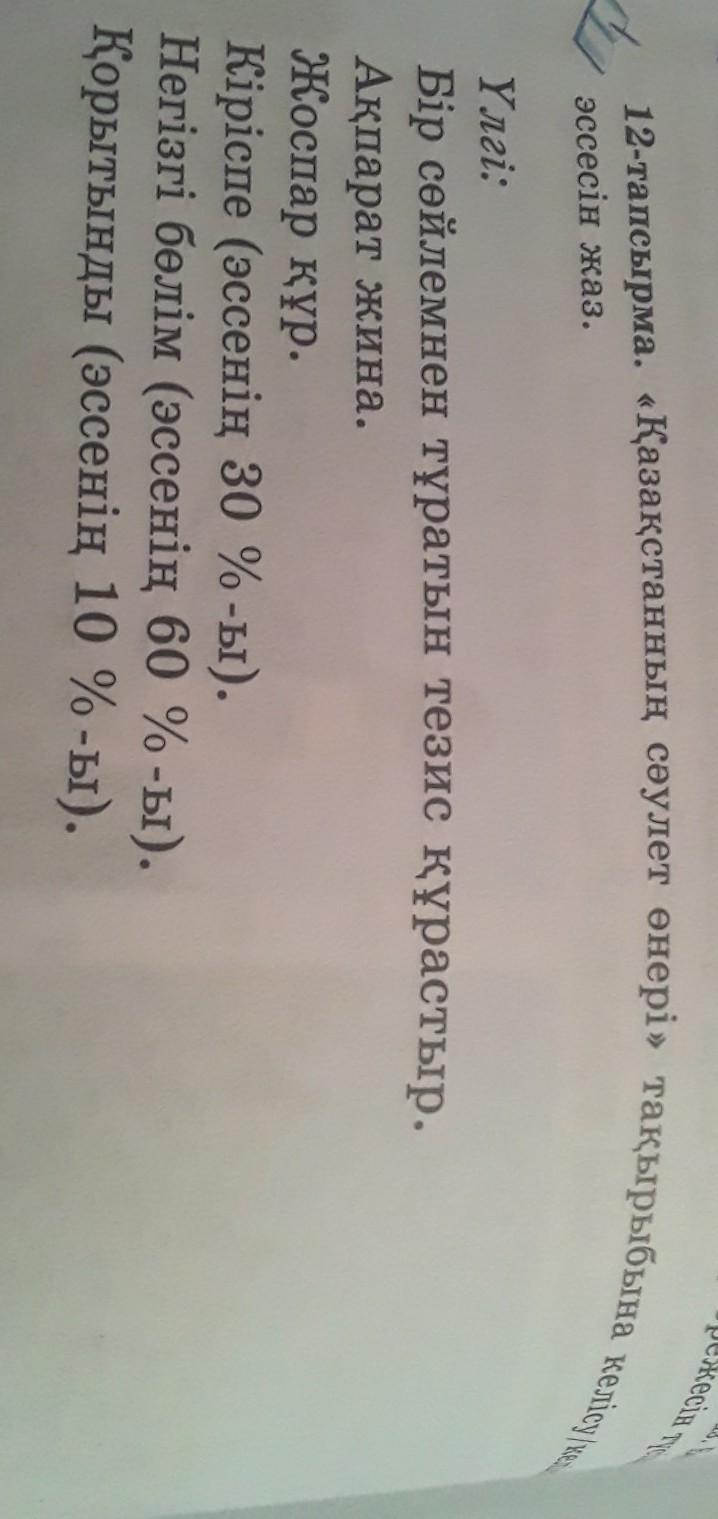 12-тапсырма. «Қазақстанның сәулет өнері» тақырыбына келісу/
эссесін жаз.
Үлгі:
Бір сөйлемнен тұратын тезис құрастыр.
Ақпарат жина.
Жоспар құр.
Кіріспе (эссенің 30 %-ы).
Негізгі бөлім (эссенің 60 %-ы).
Қорытынды (эссенің 10 %-ы).